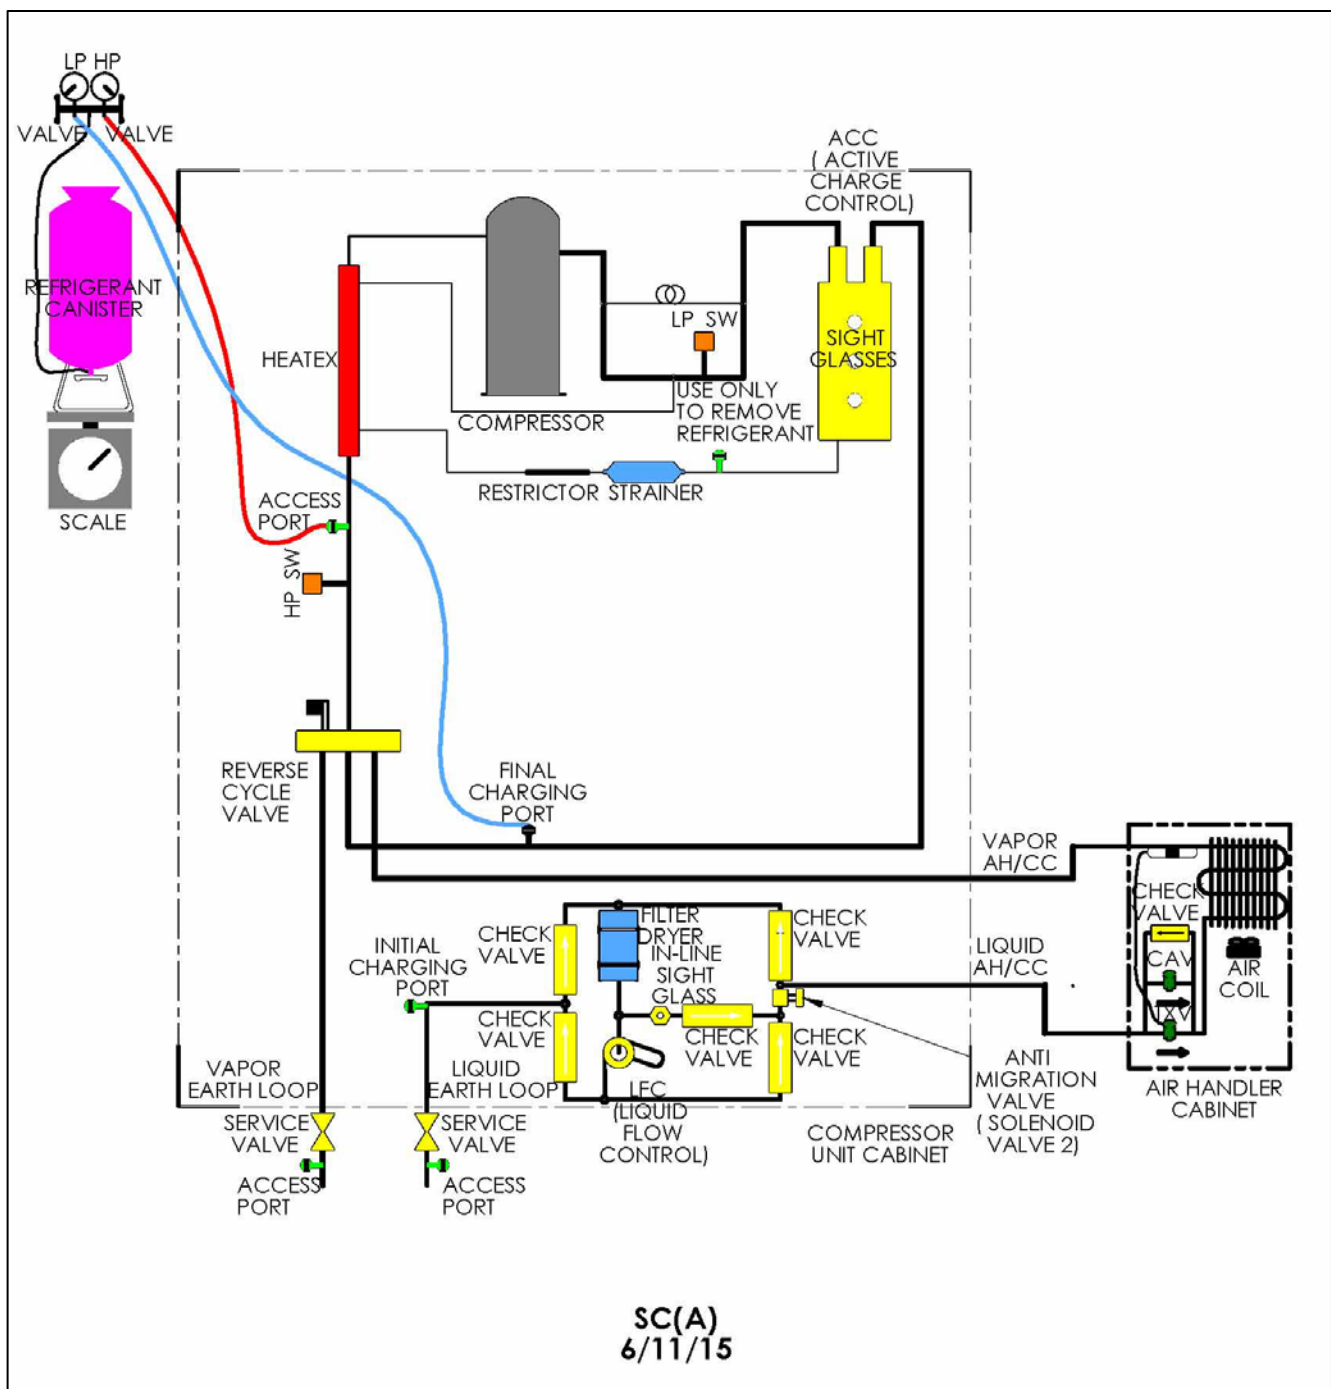 LP HP
VALVE VALVE
REFRIGERANT
CANISTER
SCALE
ACC
( ACTIVE
CHARGE
CONTROL)
HEATEX
COMPRESSOR
LP SW
SIGHT
GLASSES
USE ONLY
TO REMOVE
REFRIGERANT
RESTRICTOR STRAINER
ACCESS
PORT
HP SW
REVERSE
CYCLE
VALVE
FINAL
CHARGING
PORT
VAPOR
AH/CC
CHECK
VALVE
CAV
TXV
AIR
COIL
AIR HANDLER
CABINET
INITIAL
CHARGING
PORT
CHECK
VALVE
FILTER
DRYER
IN-LINE
SIGHT
GLASS
CHECK
VALVE
LIQUID
AH/CC
CHECK
VALVE
CHECK
VALVE
CHECK
VALVE
VAPOR
EARTH LOOP
LIQUID
EARTH LOOP
LFC
(LIQUID
FLOW
CONTROL)
ANTI
MIGRATION
VALVE
( SOLENOID
VALVE 2)
SERVICE
VALVE
SERVICE
VALVE
COMPRESSOR
UNIT CABINET
ACCESS
PORT
ACCESS
PORT
SC(A)
6/11/15